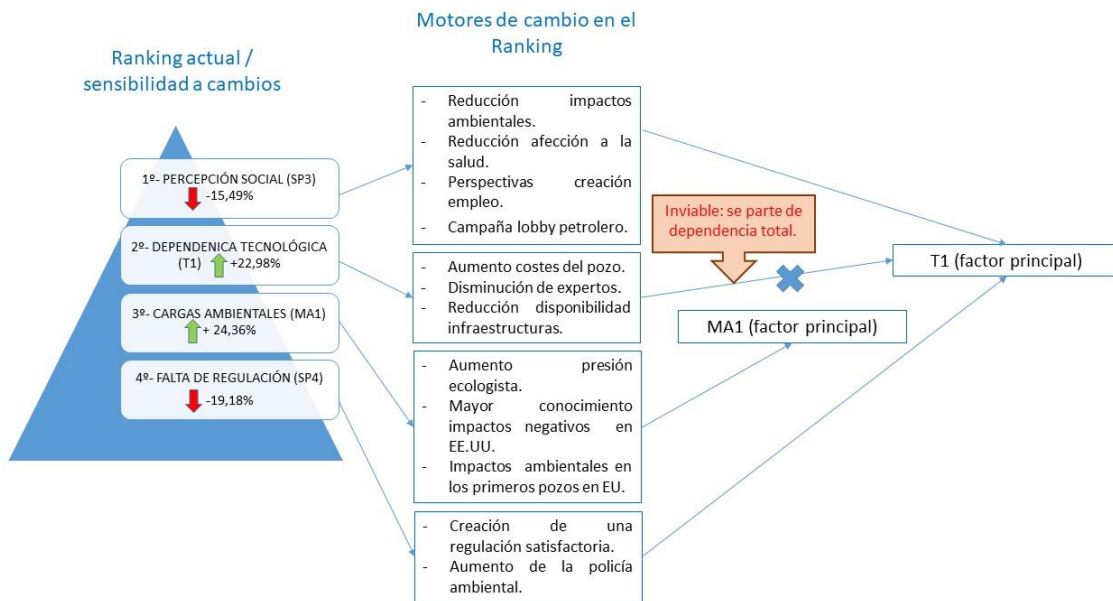 Motores de cambio en el
Ranking
Ranking actual /
sensibilidad a cambios
1º- PERCEPCIÓN SOCIAL (SP3)
-15,49%
2º- DEPENDENICA TECNOLÓGICA
(T1) +22,98%
3º- CARGAS AMBIENTALES (MA1)
+ 24,36%
4º- FALTA DE REGULACIÓN (SP4)
-19,18%
- Reducción impactos
ambientales.
- Reducción afección a la
salud.
- Perspectivas creación
empleo.
Campaña lobby petrolero.
- Aumento costes del pozo.
- Disminución de expertos.
- Reducción disponibilidad
infraestructuras.
- Aumento presión
ecologista.
- Mayor conocimiento
impactos negativos en
EE.UU.
- Impactos ambientales en
los primeros pozos en EU.
- Creación de una
regulación satisfactoria.
- Aumento de la policía
ambiental.
Inviable: se parte de
dependencia total.
T1 (factor principal)
MA1 (factor principal)